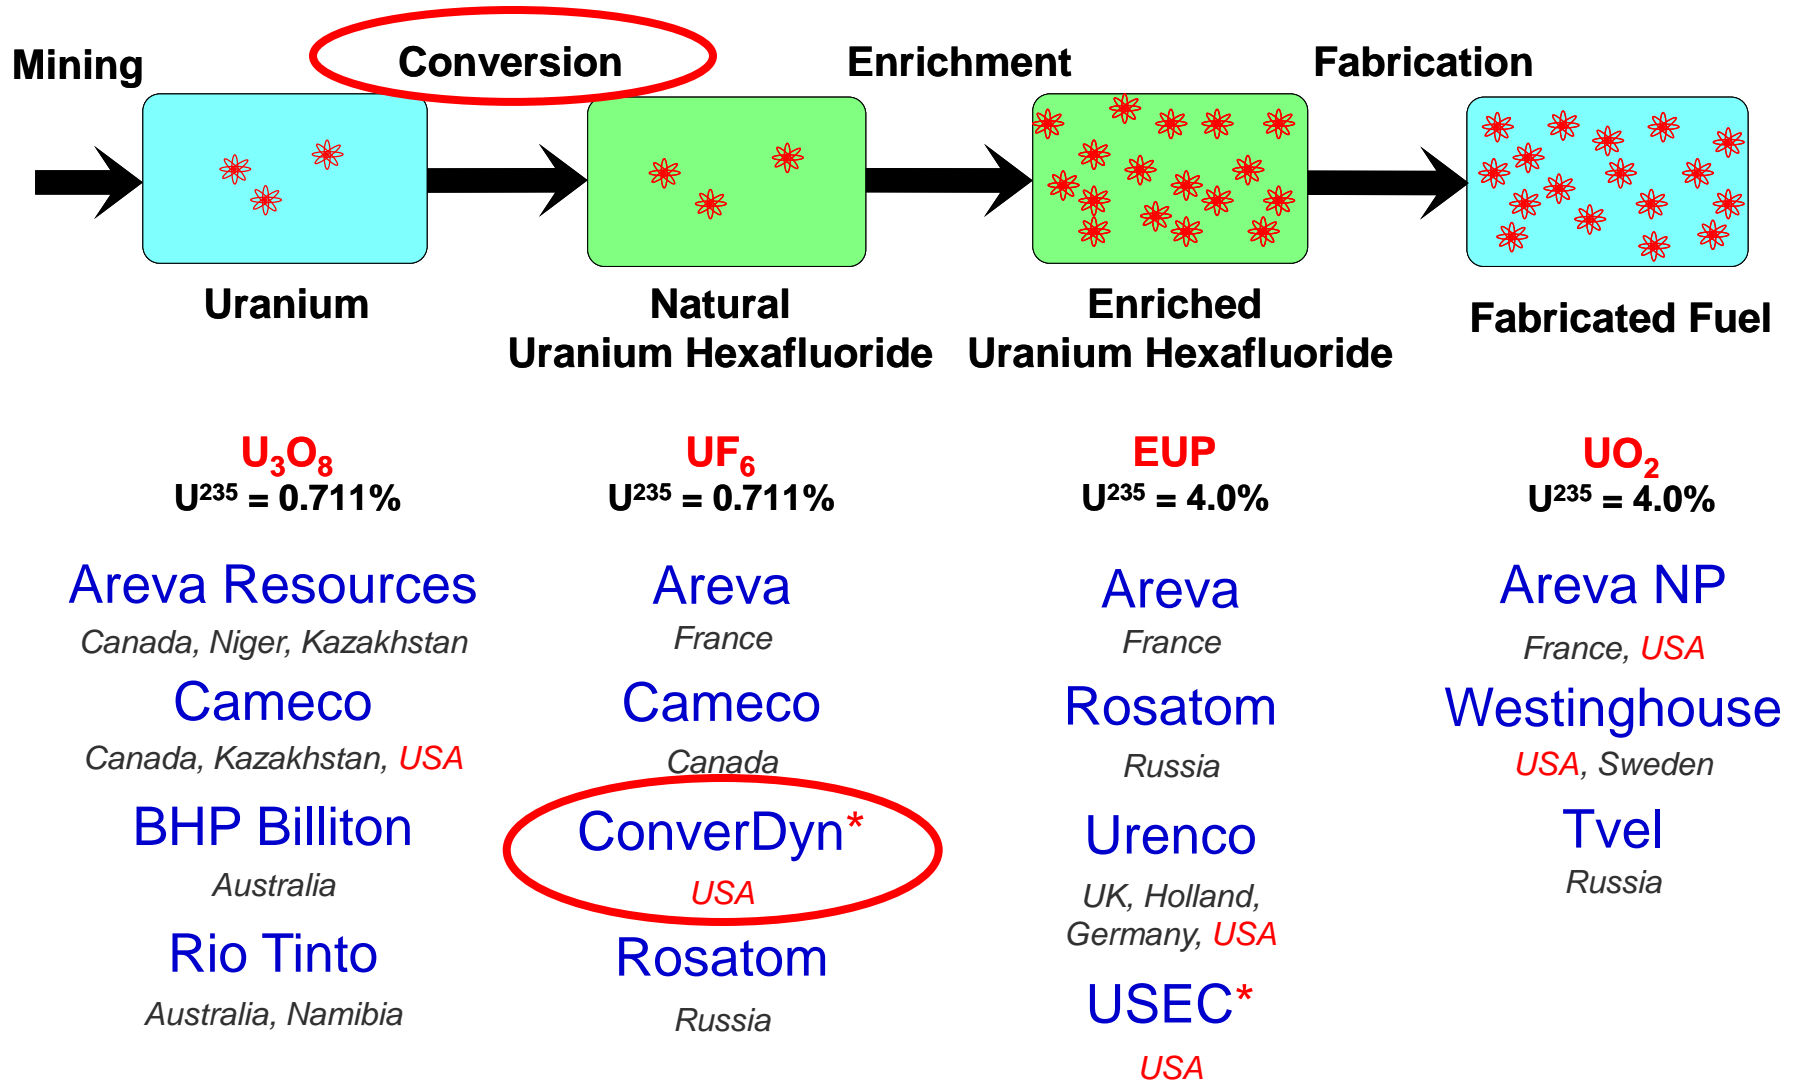 Mining
Conversion
Enrichment
Fabrication
Uranium
Natural
Uranium Hexafluoride
Enriched
Uranium Hexafluoride
Fabricated Fuel
U₃O₈
U²³⁵ = 0.711%
UF₆
U²³⁵ = 0.711%
EUP
U²³⁵ = 4.0%
UO₂
U²³⁵ = 4.0%
Areva Resources
Canada, Niger, Kazakhstan
Cameco
Canada, Kazakhstan, USA
BHP Billiton
Australia
Rio Tinto
Australia, Namibia
Areva
France
Cameco
Canada
ConverDyn*
USA
Rosatom
Russia
Areva
France
Rosatom
Russia
Urenco
UK, Holland,
Germany, USA
USEC*
USA
Areva NP
France, USA
Westinghouse
USA, Sweden
Tvel
Russia